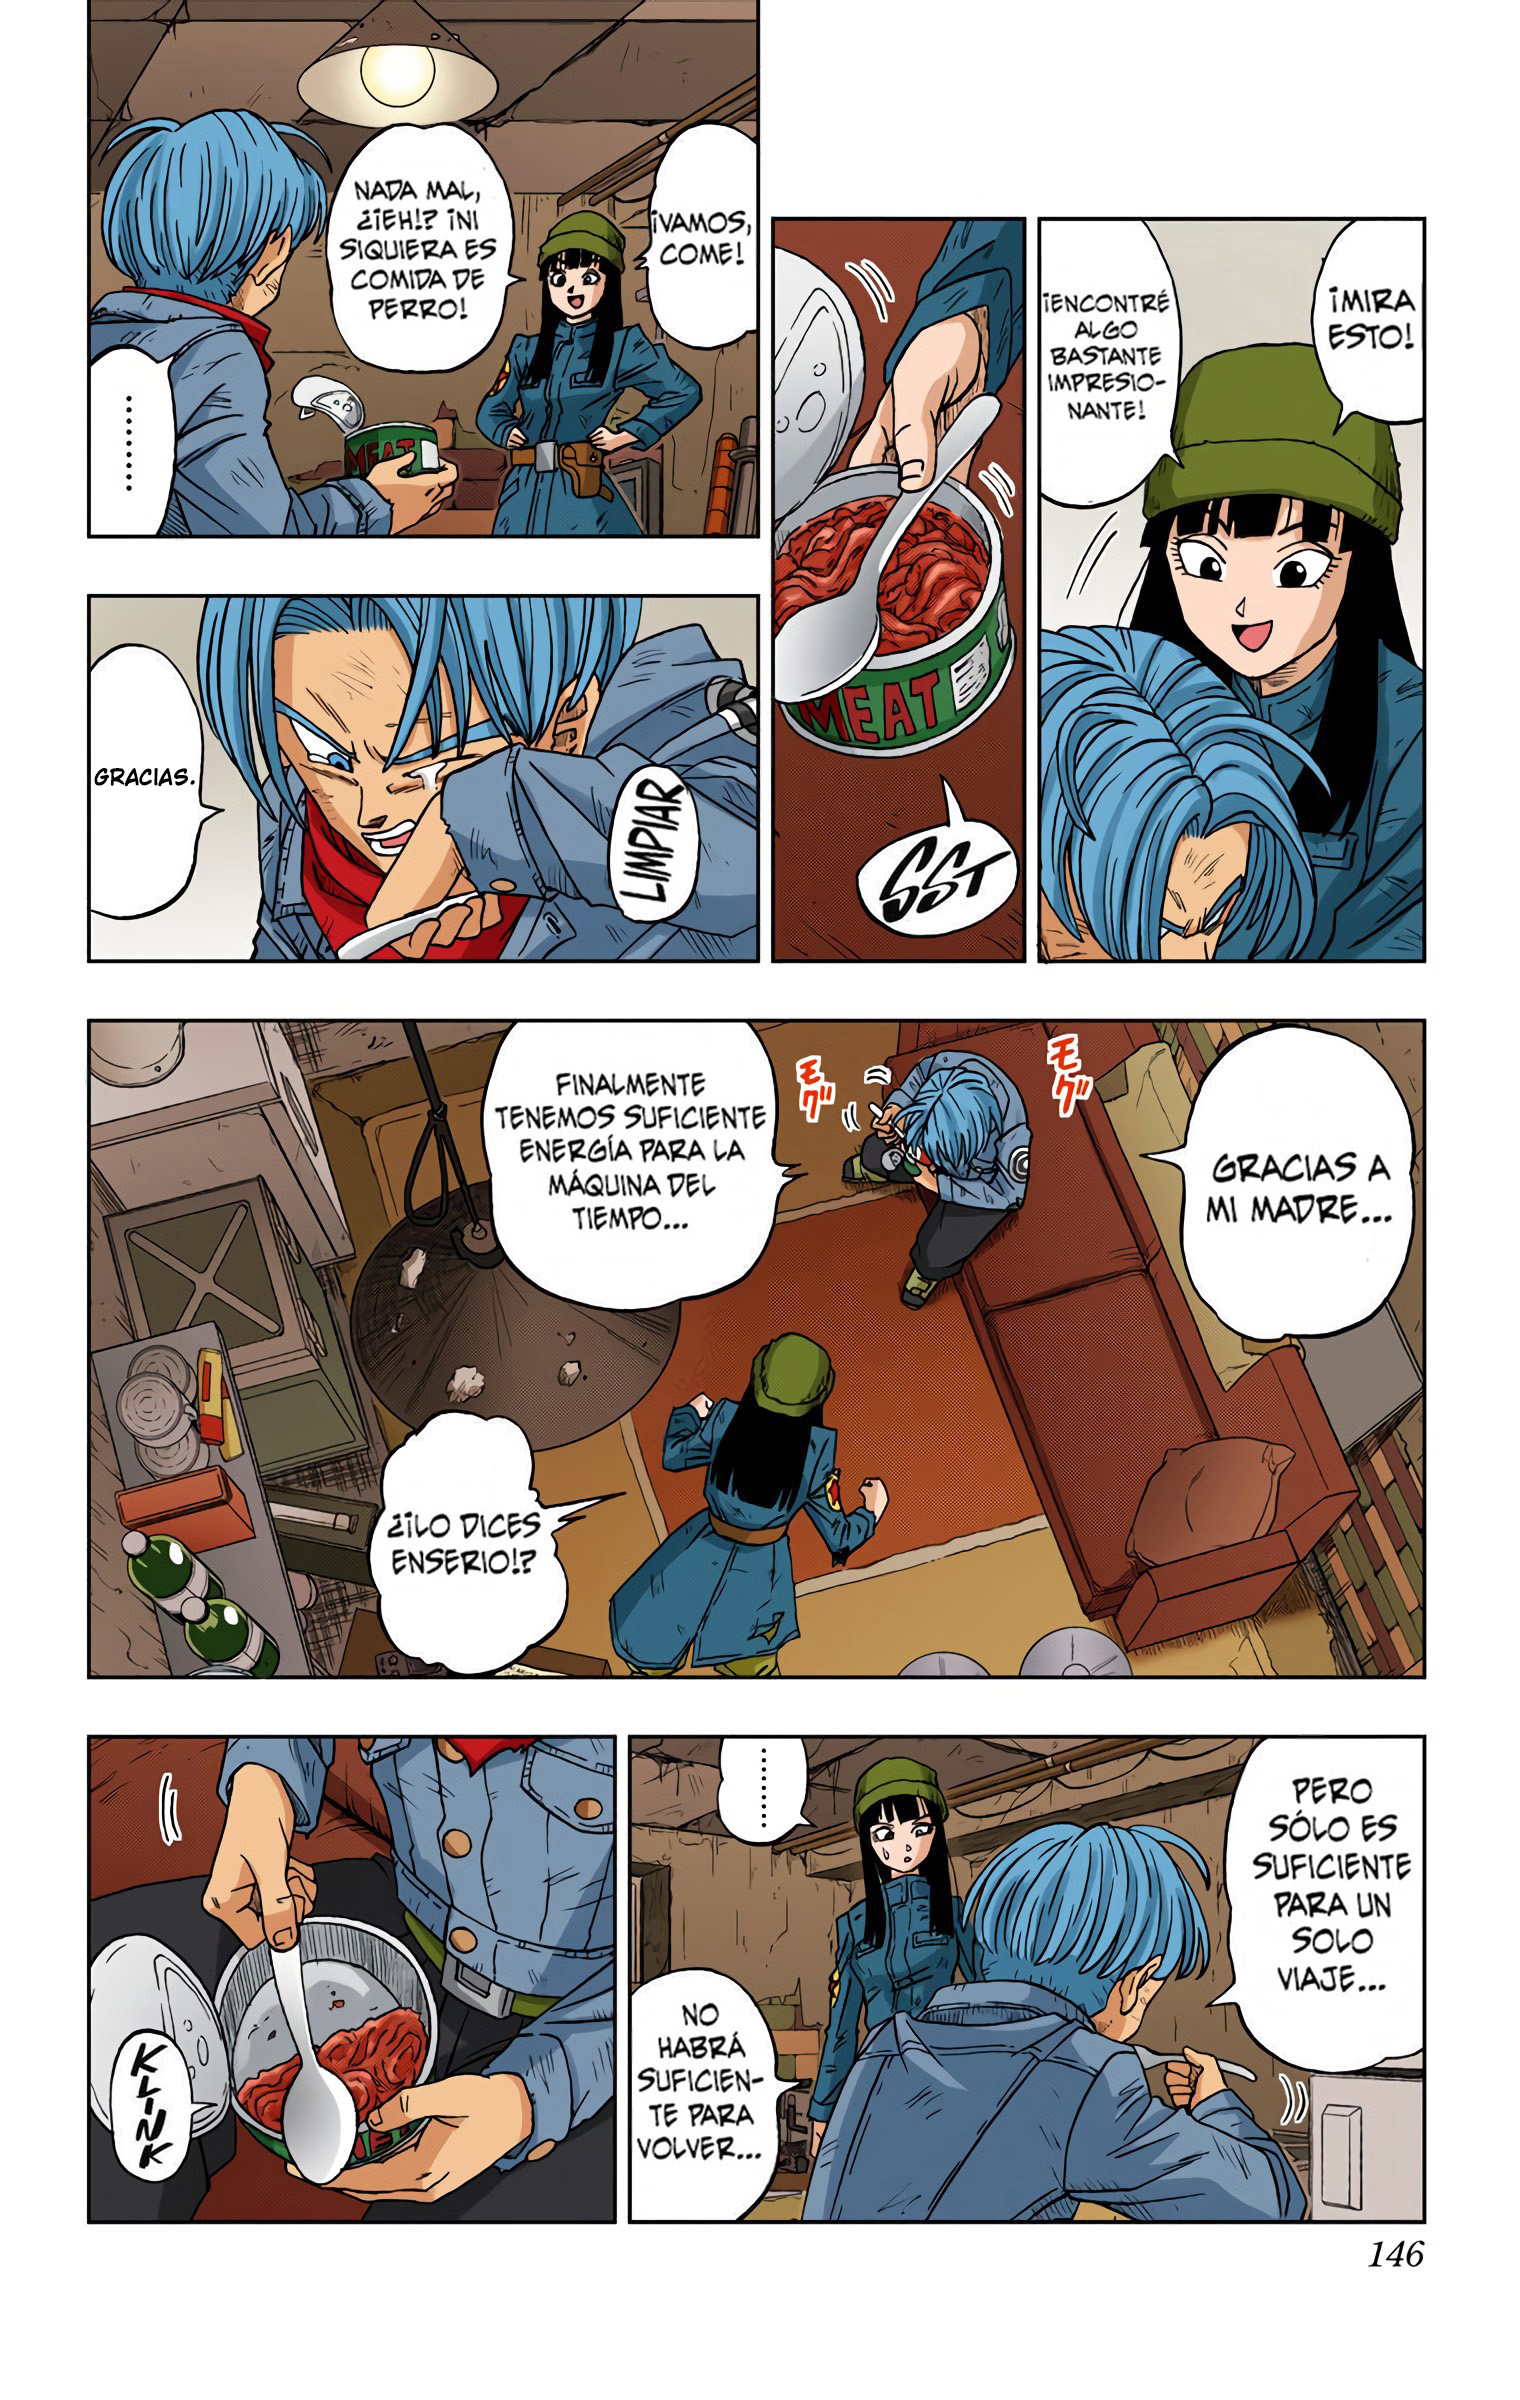 ¡MIRA
ESTO!
¡ENCONTRÉ
ALGO
BASTANTE
IMPRESIO-
NANTE!
MEAT
SST
¡VAMOS,
COME!
NADA MAL,
¿¡EH!? ¡NI
SIQUIERA ES
COMIDA DE
PERRO!
MEAT
.........
LIMPIAR
GRACIAS.
GRACIAS A
MI MADRE...
モグ
モグ
FINALMENTE
TENEMOS SUFICIENTE
ENERGÍA PARA LA
MÁQUINA DEL
TIEMPO...
¿¡LO DICES
ENSERIO!?
PERO
SÓLO ES
SUFICIENTE
PARA UN
SOLO
VIAJE...
.........
NO
HABRÁ
SUFICIEN-
TE PARA
VOLVER...
KLINK
146